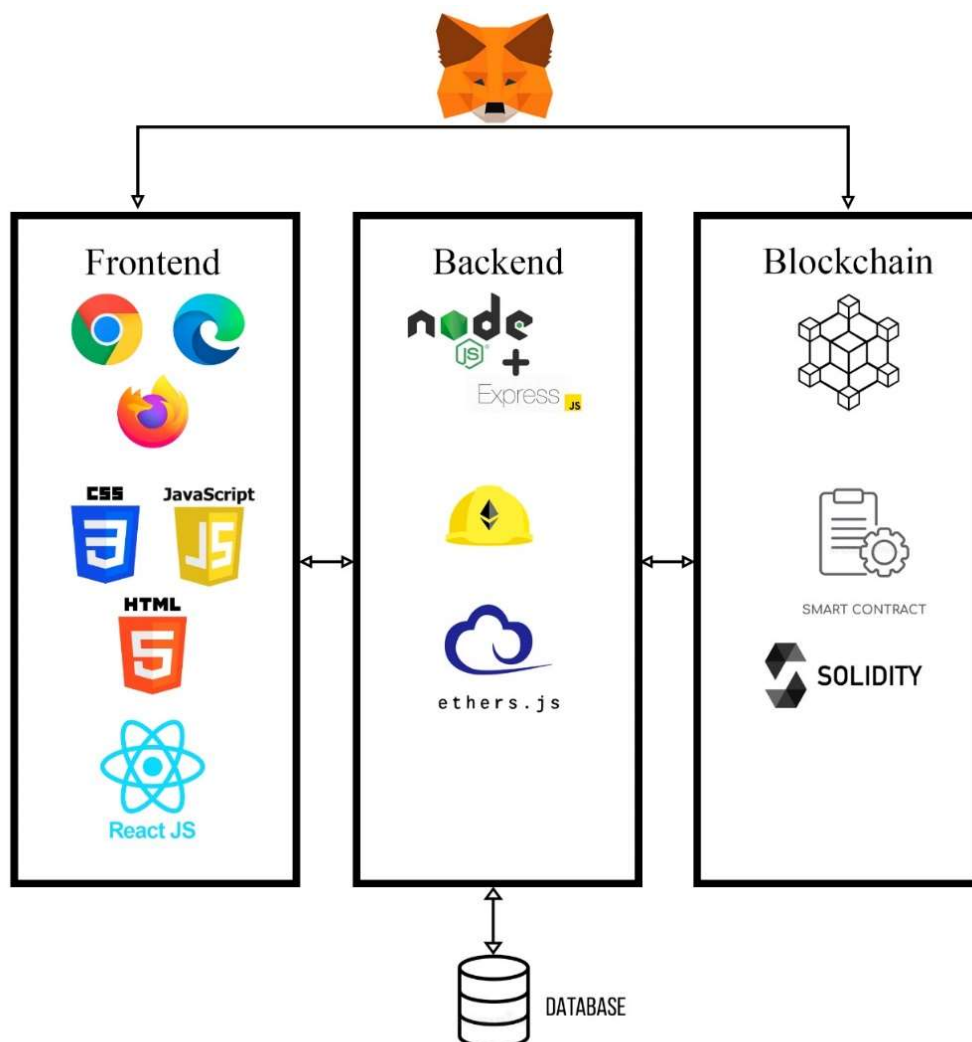 Frontend
Backend
Blockchain
node
JS
+
Express
JS
CSS
3
JavaScript
JS
HTML
5
React JS
ethers.js
SMART CONTRACT
SOLIDITY
DATABASE